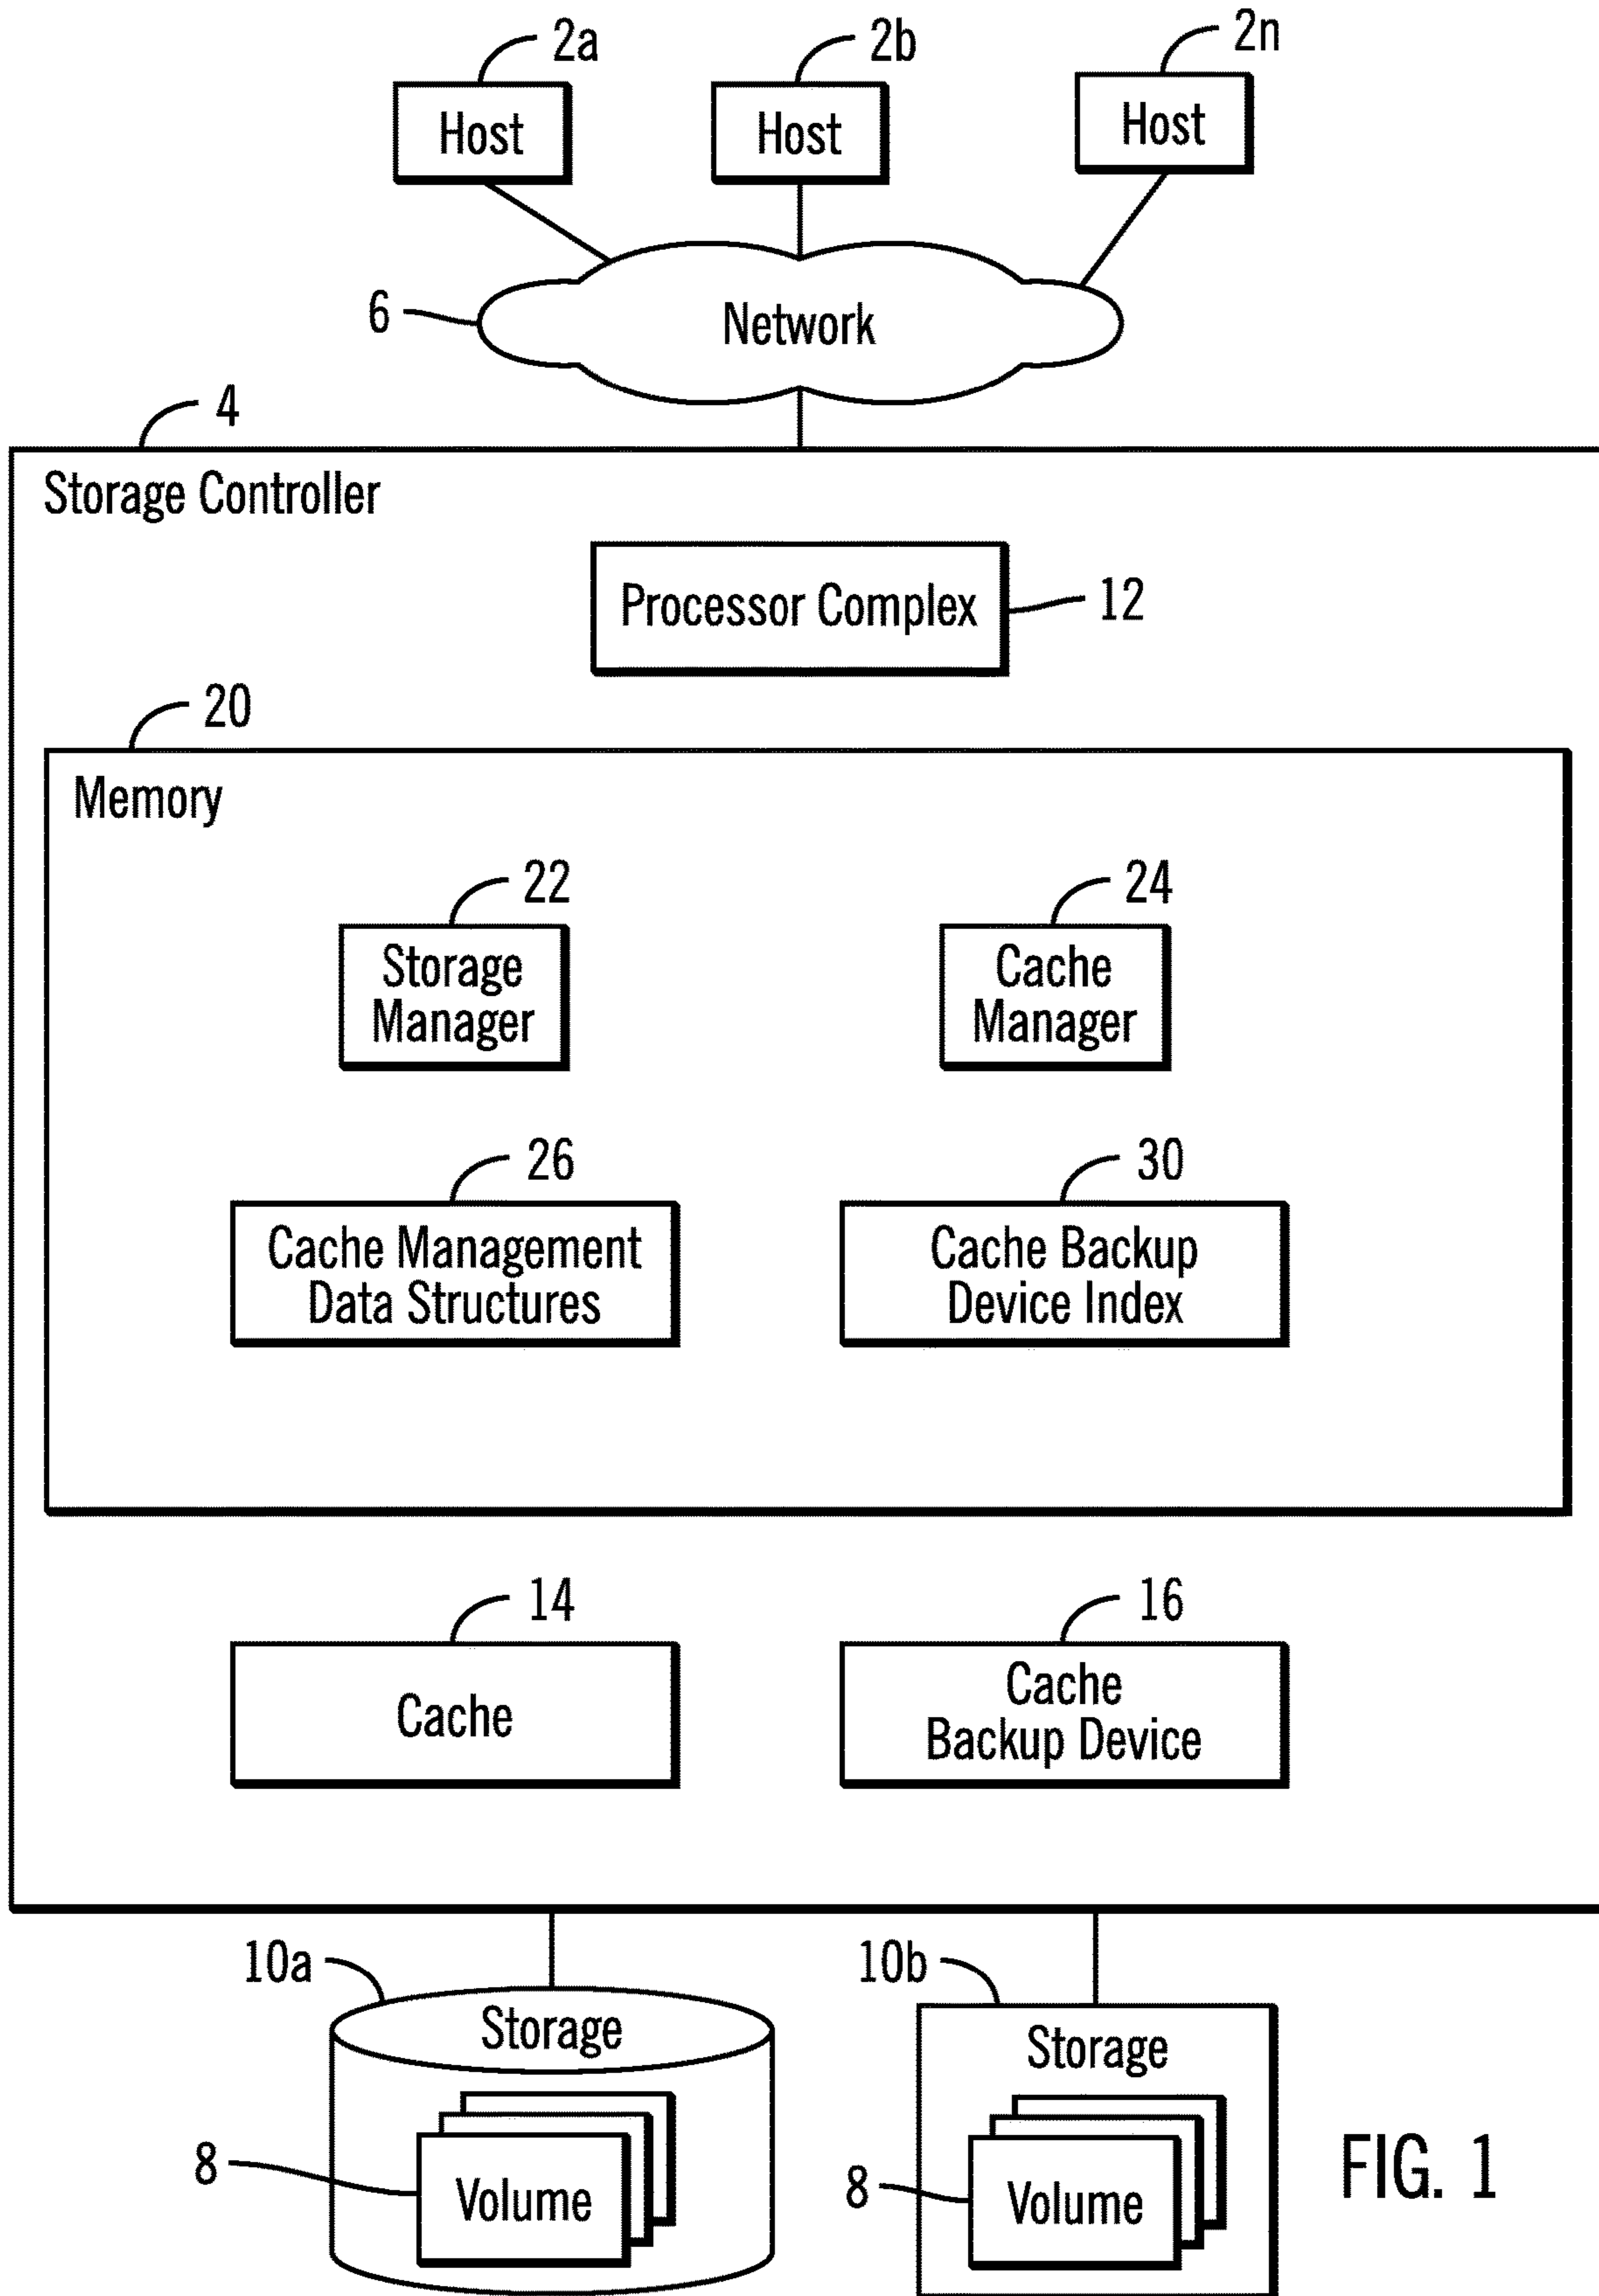 2a
2b
2n
Host
Host
Host
6
Network
4
Storage Controller
Processor Complex
12
20
Memory
22
24
Storage
Manager
Cache
Manager
26
30
Cache Management
Data Structures
Cache Backup
Device Index
14
16
Cache
Cache
Backup Device
10a
10b
Storage
Storage
8
Volume
8
Volume
FIG. 1